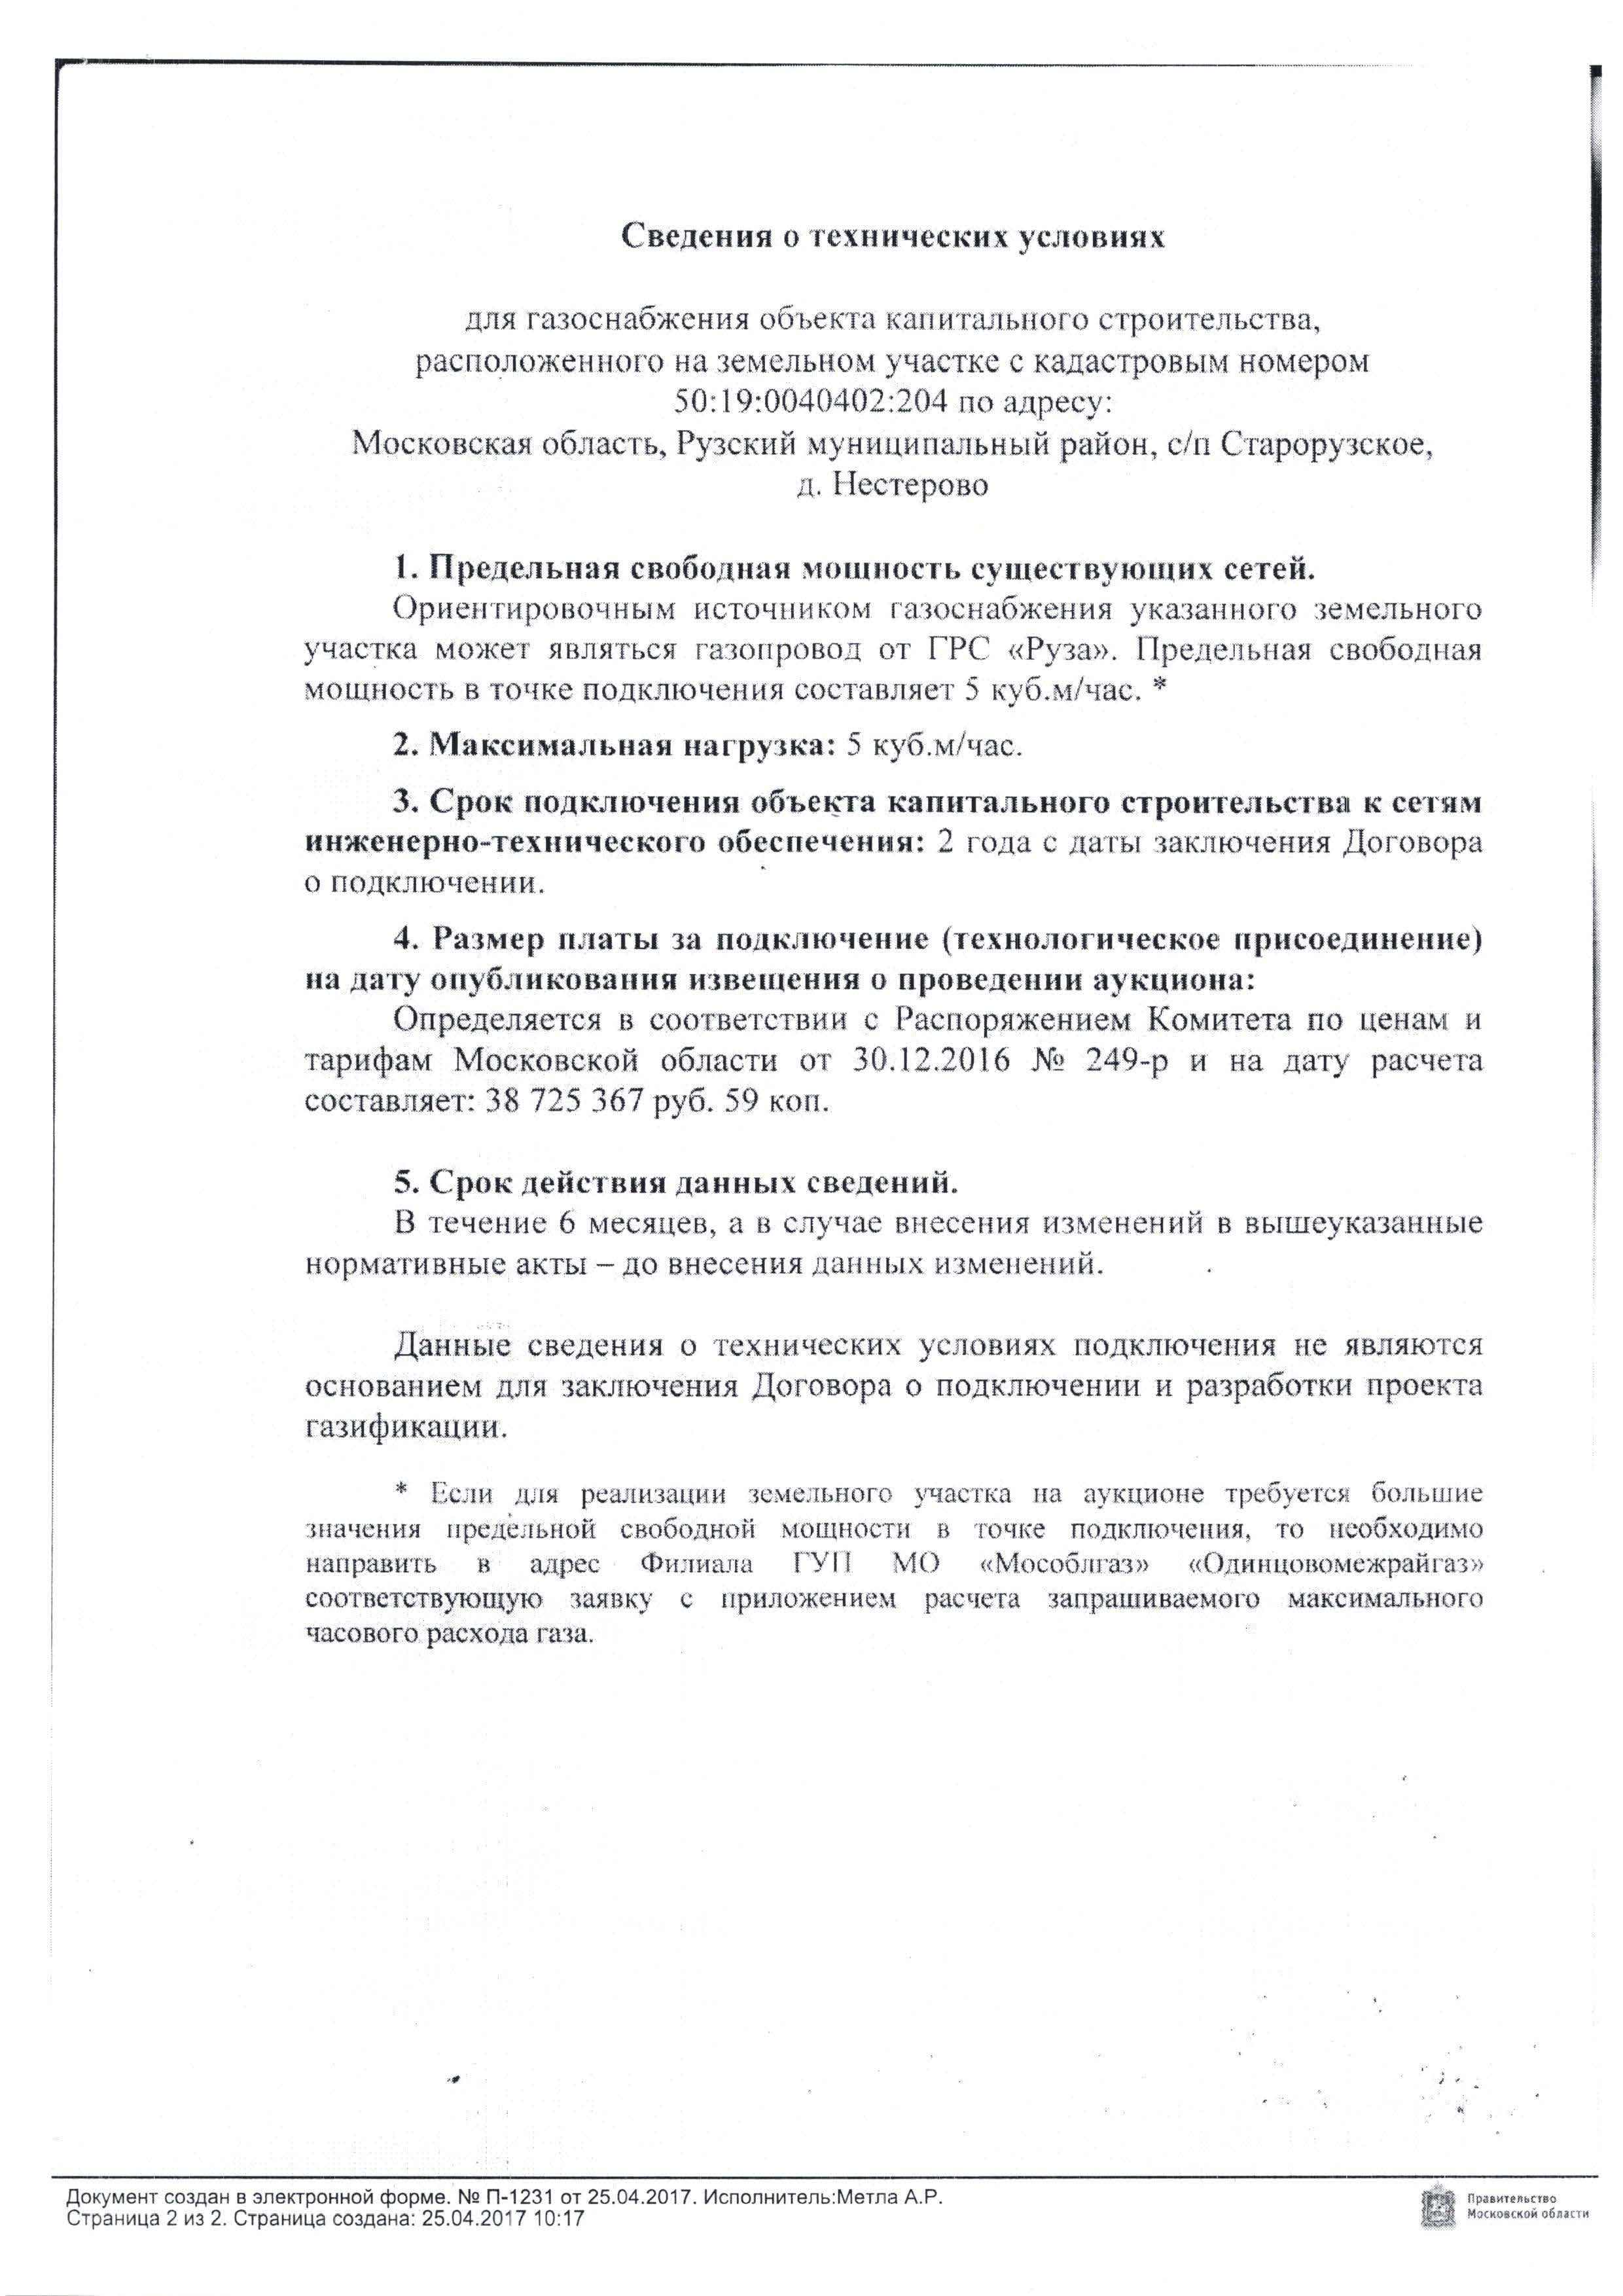 Сведения о технических условиях
для газоснабжения объекта капитального строительства,
расположенного на земельном участке с кадастровым номером
50:19:0040402:204 по адресу:
Московская область, Рузский муниципальный район, с/п Старорузское,
д. Нестерово
1. Предельная свободная мощность существующих сетей.
Ориентировочным источником газоснабжения указанного земельного
участка может являться газопровод от ГРС «Руза». Предельная свободная
мощность в точке подключения составляет 5 куб.м/час. *
2. Максимальная нагрузка: 5 куб.м/час.
3. Срок подключения объекта капитального строительства к сетям
инженерно-технического обеспечения: 2 года с даты заключения Договора
о подключении.
4. Размер платы за подключение (технологическое присоединение)
на дату опубликования извещения о проведении аукциона:
Определяется в соответствии с Распоряжением Комитета по ценам и
тарифам Московской области от 30.12.2016 № 249-р и на дату расчета
составляет: 38 725 367 руб. 59 коп.
5. Срок действия данных сведений.
В течение 6 месяцев, а в случае внесения изменений в вышеуказанные
нормативные акты – до внесения данных изменений.
Данные сведения о технических условиях подключения не являются
основанием для заключения Договора о подключении и разработки проекта
газификации.
* Если для реализации земельного участка на аукционе требуется большие
значения предельной свободной мощности в точке подключения, то необходимо
направить в адрес Филиала ГУП МО «Мособлгаз» «Одинцовомежрайгаз»
соответствующую заявку с приложением расчета запрашиваемого максимального
часового расхода газа.
Документ создан в электронной форме. № П-1231 от 25.04.2017. Исполнитель:Метла А.Р.
Страница 2 из 2. Страница создана: 25.04.2017 10:17
Правительство
Московской области